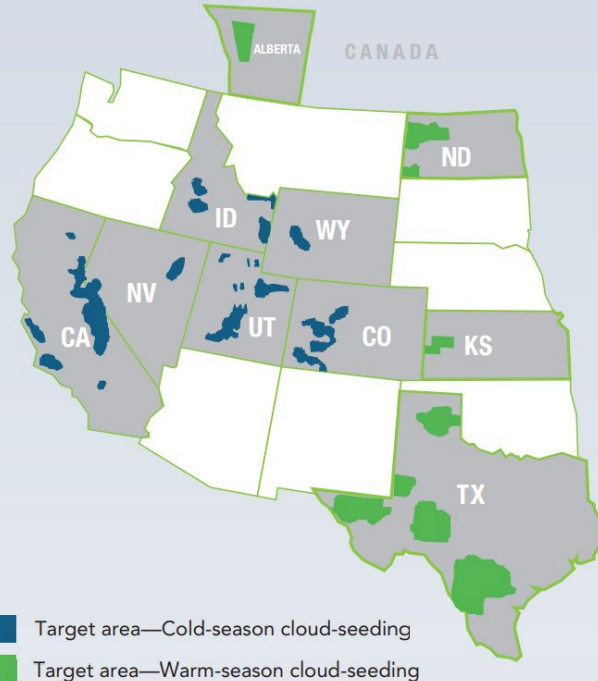 ALBERTA
CANADA
ND
ID
WY
NV
UT
CO
KS
CA
TX
Target area—Cold-season cloud-seeding
Target area—Warm-season cloud-seeding